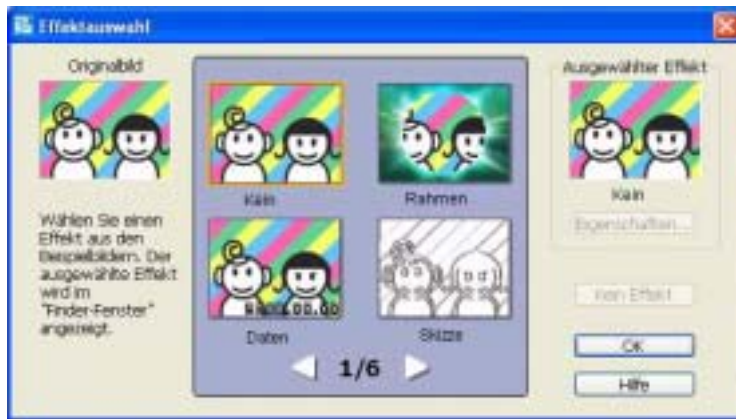 Effektauswahl
Originalbild
Wählen Sie einen
Effekt aus den
Beispielbildern. Der
ausgewählte Effekt
wird im
"Finder-Fenster"
angezeigt.
Kein
Rahmen
Daten
Skizze
1/6
Ausgewählter Effekt
Kein
Eigenschaften...
Kein Effekt
OK
Hilfe